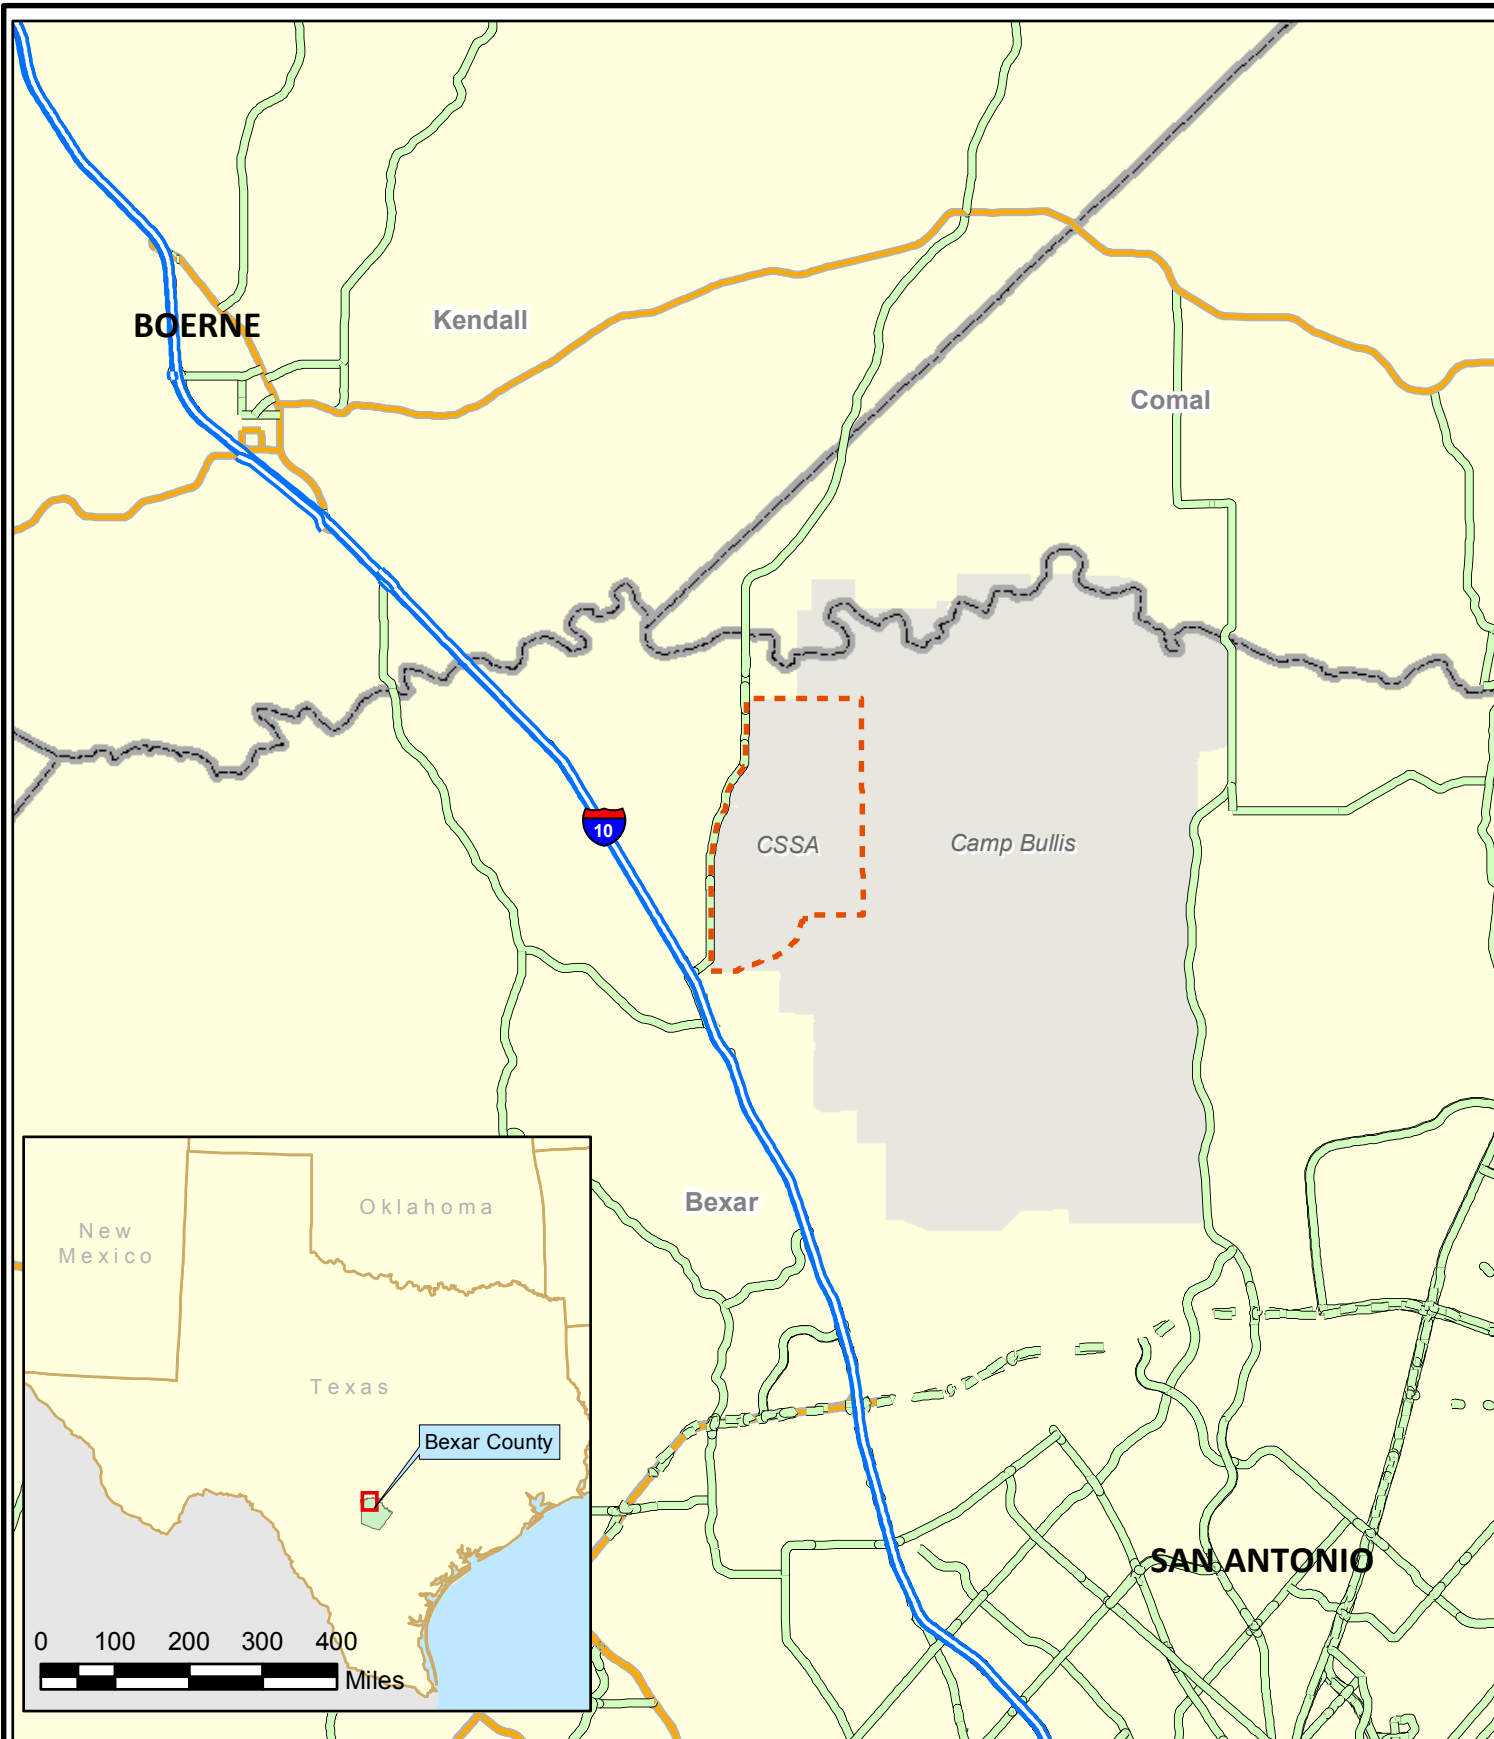 BOERNE
Kendall
Comal
10
CSSA
Camp Bullis
Bexar
Oklahoma
New
Mexico
Texas
Bexar County
SAN ANTONIO
0 100 200 300 400
Miles